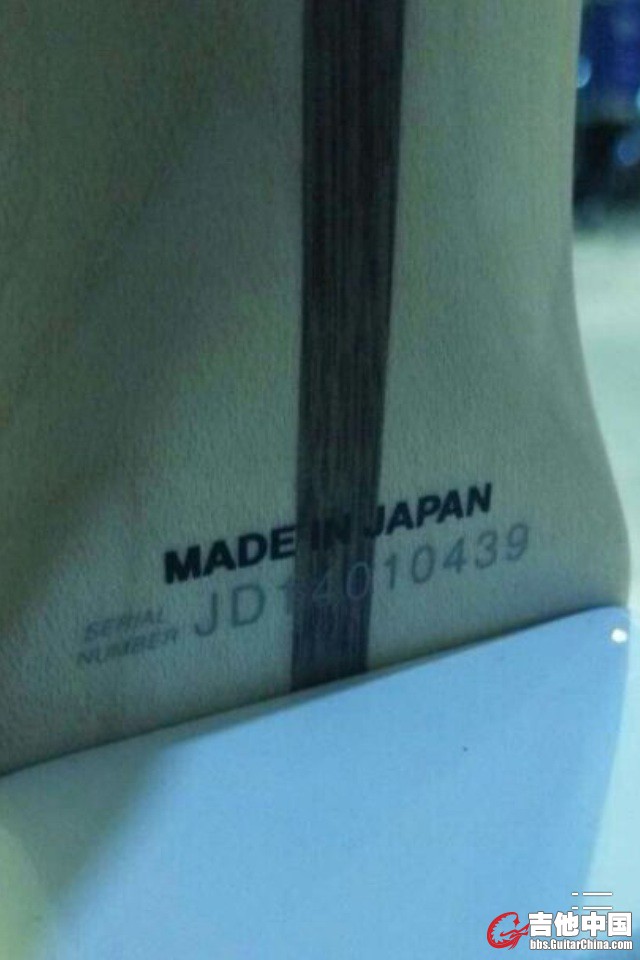 MADE IN JAPAN
SERIAL
NUMBER JD14010439
吉他中国
bbs.GuitarChina.com